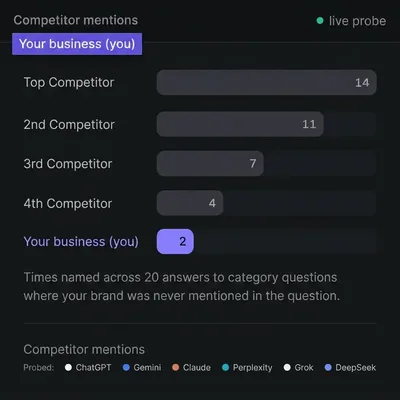 Competitor mentions
live probe
Your business (you)
Top Competitor
14
2nd Competitor
11
3rd Competitor
7
4th Competitor
4
Your business (you)
2
Times named across 20 answers to category questions
where your brand was never mentioned in the question.
Competitor mentions
Probed: ChatGPT Gemini Claude Perplexity Grok DeepSeek